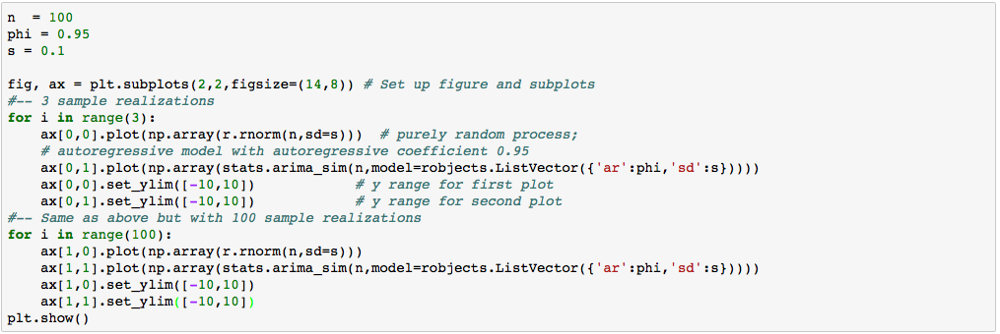 n  = 100
phi = 0.95
s = 0.1

fig, ax = plt.subplots(2,2,figsize=(14,8)) # Set up figure and subplots
#-- 3 sample realizations
for i in range(3):
    ax[0,0].plot(np.array(r.rnorm(n,sd=s)))  # purely random process;
    # autoregressive model with autoregressive coefficient 0.95
    ax[0,1].plot(np.array(stats.arima_sim(n,model=robjects.ListVector({'ar':phi,'sd':s}))))
    ax[0,0].set_ylim([-10,10])            # y range for first plot
    ax[0,1].set_ylim([-10,10])            # y range for second plot
#-- Same as above but with 100 sample realizations
for i in range(100):
    ax[1,0].plot(np.array(r.rnorm(n,sd=s)))
    ax[1,1].plot(np.array(stats.arima_sim(n,model=robjects.ListVector({'ar':phi,'sd':s}))))
    ax[1,0].set_ylim([-10,10])
    ax[1,1].set_ylim([-10,10])
plt.show()